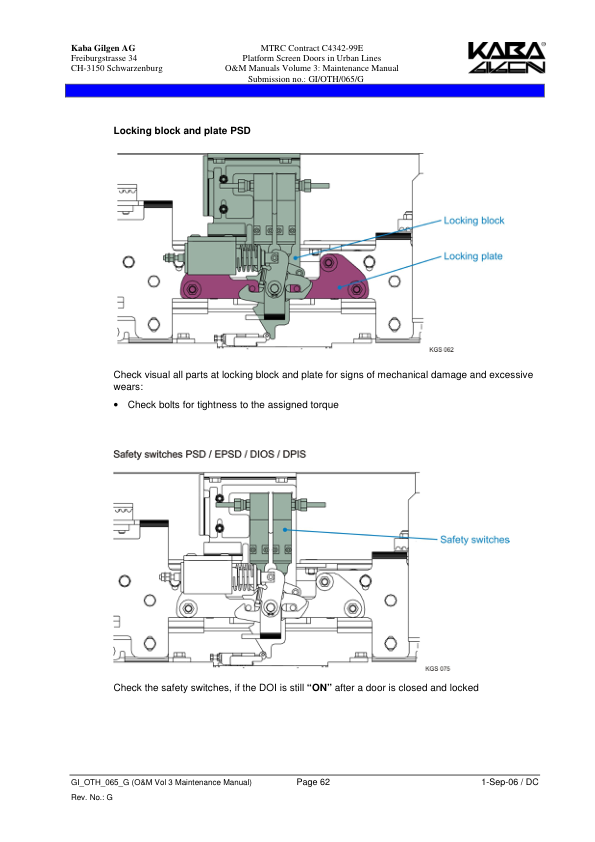 Kaba Gilgen AG
Freiburgstrasse 34
CH-3150 Schwarzenburg
MTRC Contract C4342-99E
Platform Screen Doors in Urban Lines
O&M Manuals Volume 3: Maintenance Manual
Submission no.: GI/OTH/065/G
KABA®
GILGEN
Locking block and plate PSD
Locking block
Locking plate
KGS 062
Check visual all parts at locking block and plate for signs of mechanical damage and excessive
wears:
• Check bolts for tightness to the assigned torque
Safety switches PSD / EPSD / DIOS / DPIS
Safety switches
KGS 075
Check the safety switches, if the DOI is still “ON” after a door is closed and locked
GI_OTH_065_G (O&M Vol 3 Maintenance Manual)
Page 62
1-Sep-06 / DC
Rev. No.: G